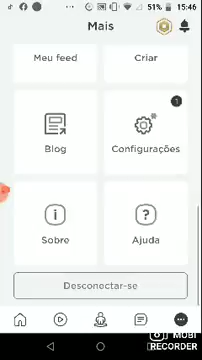 51% 15:46
Mais
Meu feed
Criar
1
Blog
Configurações
Sobre
Ajuda
Desconectar-se
MOBI
RECORDER